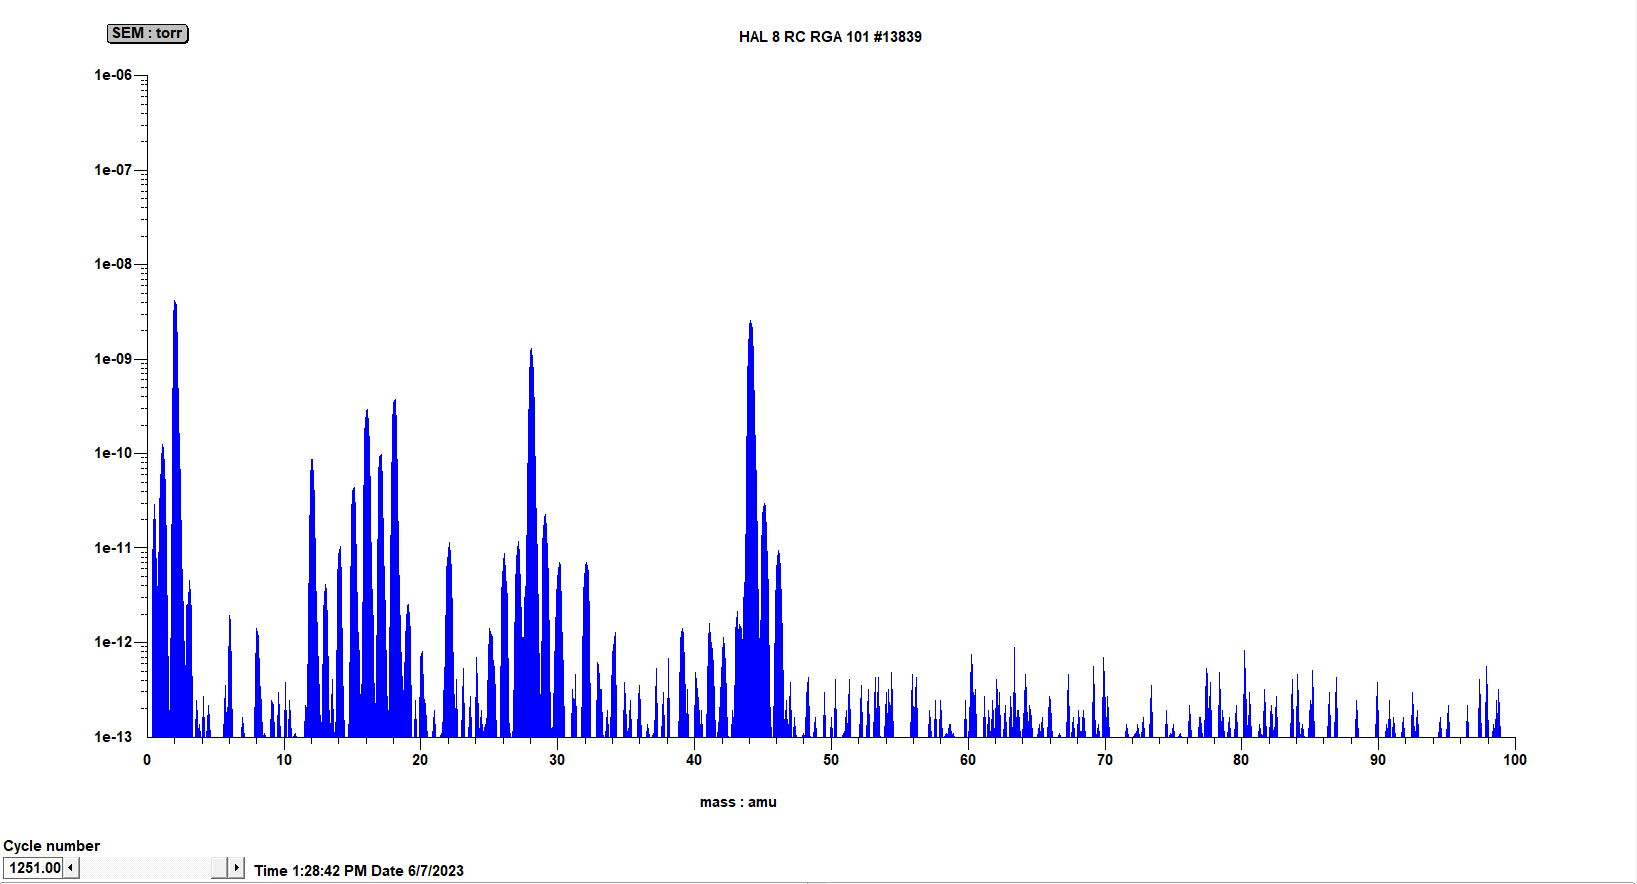 SEM : torr
HAL 8 RC RGA 101 #13839
1e-06
1e-07
1e-08
1e-09
1e-10
1e-11
1e-12
1e-13
0 10 20 30 40 50 60 70 80 90 100
mass : amu
Cycle number
1251.00 Time 1:28:42 PM Date 6/7/2023